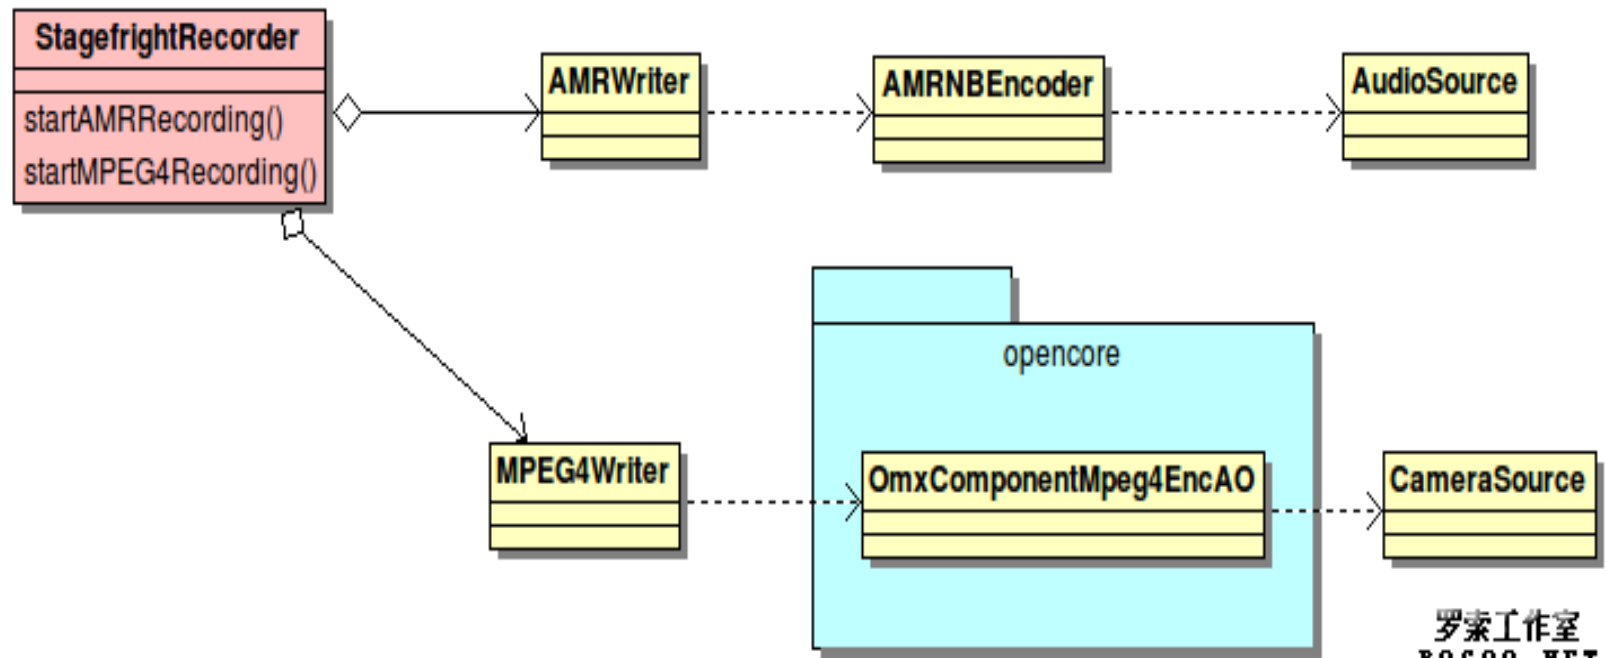 StagefrightRecorder
startAMRRecording()
startMPEG4Recording()
AMRWriter
AMRNBEncoder
AudioSource
opencore
MPEG4Writer
OmxComponentMpeg4EncAO
CameraSource
罗索工作室